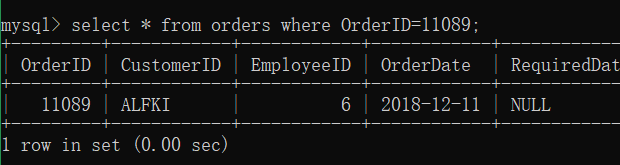 mysql> select * from orders where OrderID=11089;
| OrderID | CustomerID | EmployeeID | OrderDate | RequiredDat
| 11089 | ALFKI | 6 | 2018-12-11 | NULL
1 row in set (0.00 sec)